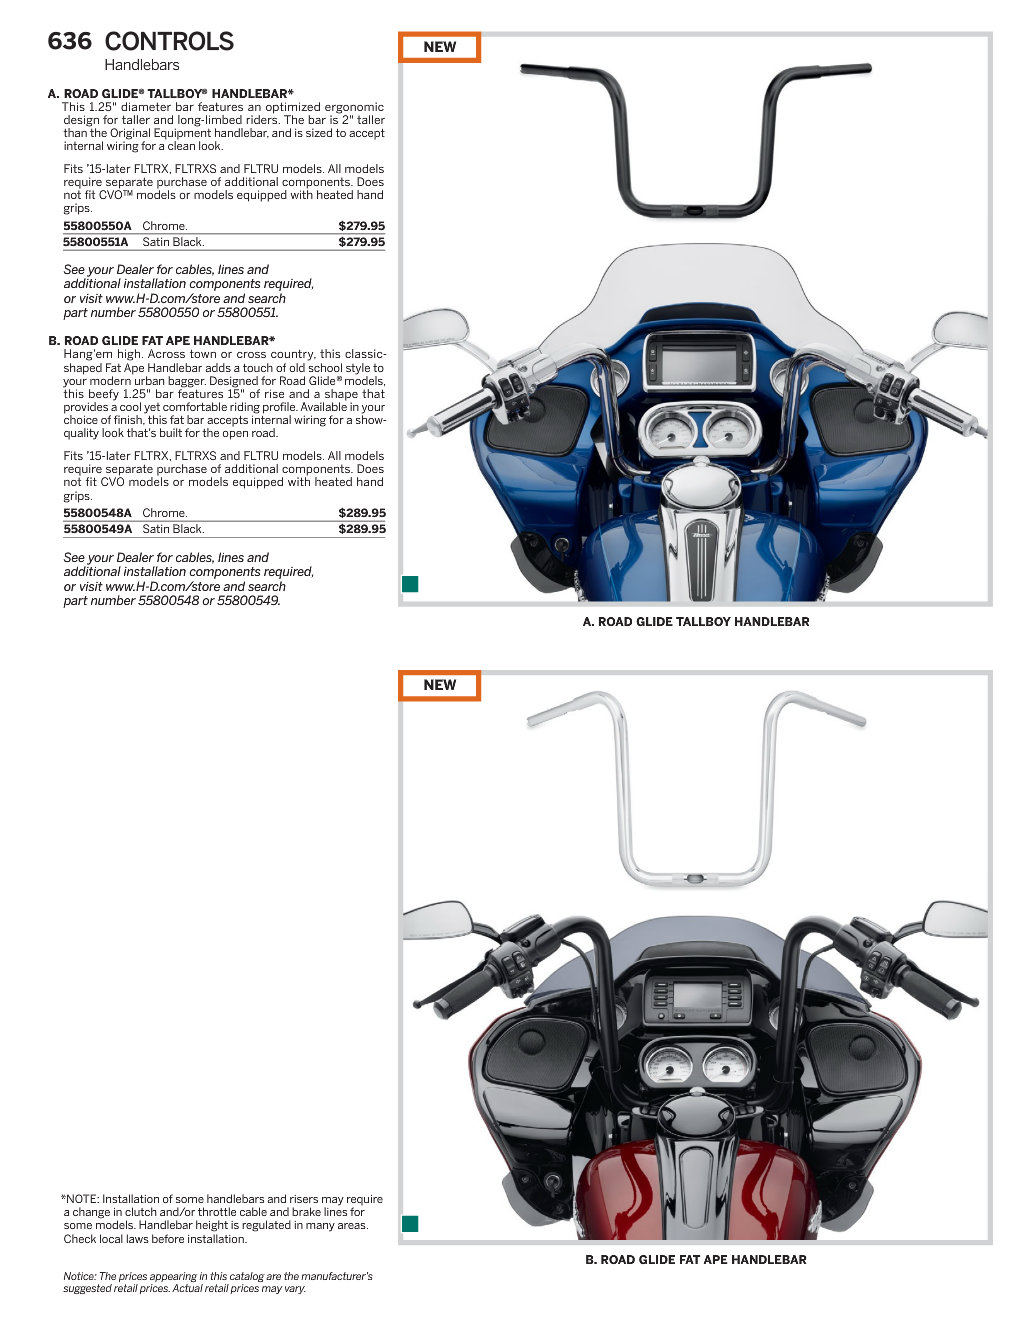 636 CONTROLS
Handlebars
A. ROAD GLIDE® TALLBOY® HANDLEBAR*
This 1.25" diameter bar features an optimized ergonomic
design for taller and long-limbed riders. The bar is 2" taller
than the Original Equipment handlebar, and is sized to accept
internal wiring for a clean look.
Fits ’15-later FLTRX, FLTRXS and FLTRU models. All models
require separate purchase of additional components. Does
not fit CVO™ models or models equipped with heated hand
grips.
55800550A Chrome. $279.95
55800551A Satin Black. $279.95
See your Dealer for cables, lines and
additional installation components required,
or visit www.H-D.com/store and search
part number 55800550 or 55800551.
B. ROAD GLIDE FAT APE HANDLEBAR*
Hang’em high. Across town or cross country, this classic-
shaped Fat Ape Handlebar adds a touch of old school style to
your modern urban bagger. Designed for Road Glide® models,
this beefy 1.25" bar features 15" of rise and a shape that
provides a cool yet comfortable riding profile. Available in your
choice of finish, this fat bar accepts internal wiring for a show-
quality look that’s built for the open road.
Fits ’15-later FLTRX, FLTRXS and FLTRU models. All models
require separate purchase of additional components. Does
not fit CVO models or models equipped with heated hand
grips.
55800548A Chrome. $289.95
55800549A Satin Black. $289.95
See your Dealer for cables, lines and
additional installation components required,
or visit www.H-D.com/store and search
part number 55800548 or 55800549.
NEW
A. ROAD GLIDE TALLBOY HANDLEBAR
NEW
B. ROAD GLIDE FAT APE HANDLEBAR
*NOTE: Installation of some handlebars and risers may require
a change in clutch and/or throttle cable and brake lines for
some models. Handlebar height is regulated in many areas.
Check local laws before installation.
Notice: The prices appearing in this catalog are the manufacturer’s
suggested retail prices. Actual retail prices may vary.